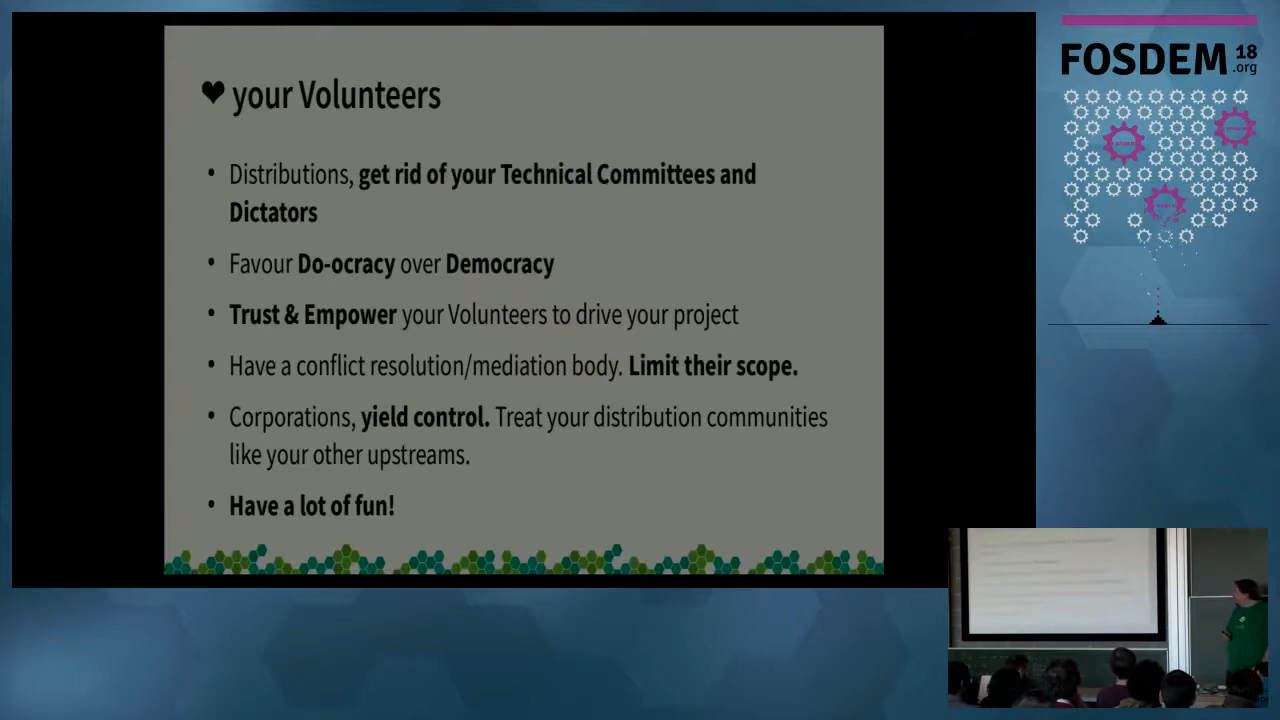 ♥ your Volunteers
• Distributions, get rid of your Technical Committees and
Dictators
• Favour Do-ocracy over Democracy
• Trust & Empower your Volunteers to drive your project
• Have a conflict resolution/mediation body. Limit their scope.
• Corporations, yield control. Treat your distribution communities
like your other upstreams.
• Have a lot of fun!
FOSDEM 18
.org